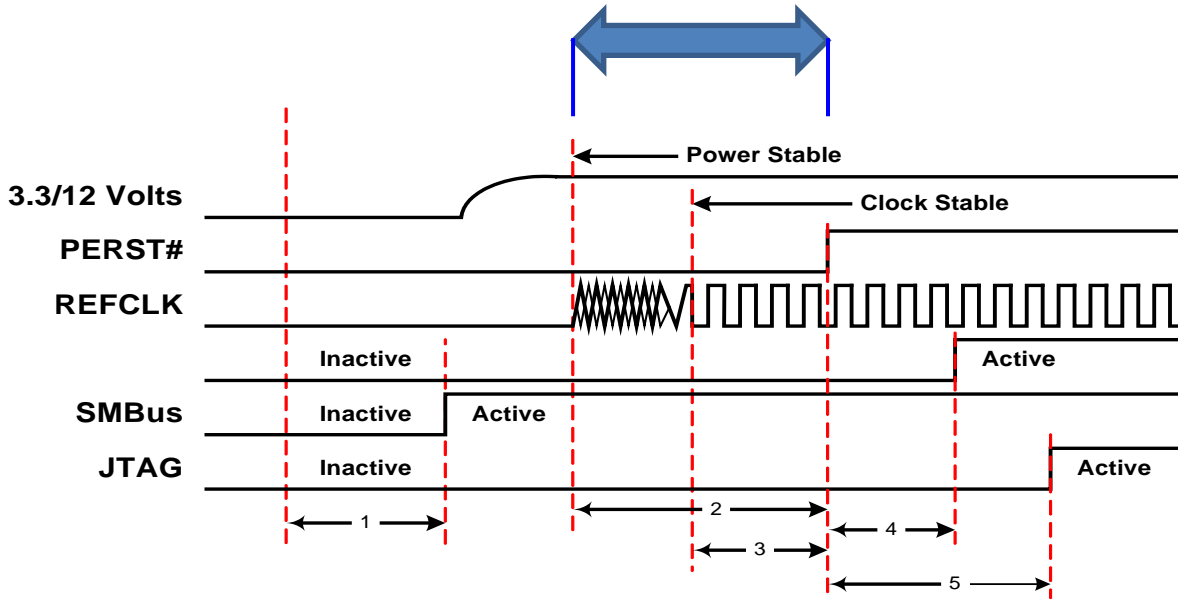 Power Stable
3.3/12 Volts
Clock Stable
PERST#
REFCLK
Inactive
Active
SMBus
Inactive
Active
JTAG
Inactive
Active
1
2
4
3
5